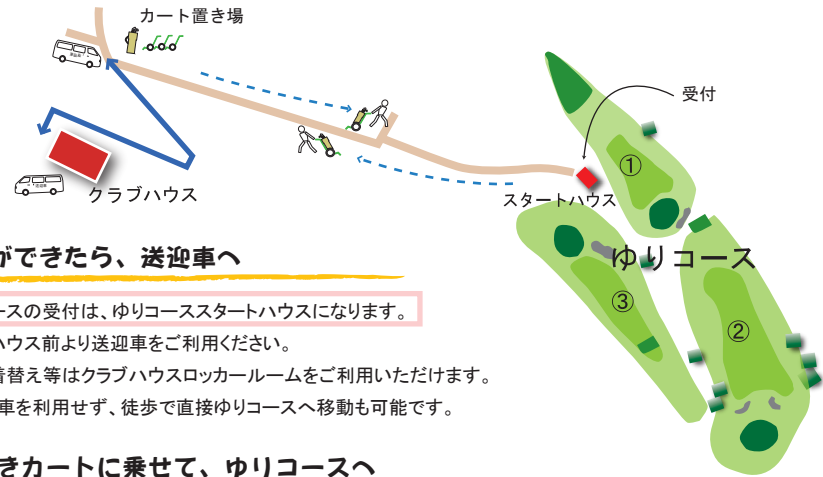 カート置き場
受付
クラブハウス
スタートハウス
①
ゆりコース
③
②
ができたら、送迎車へ
ースの受付は、ゆりコーススタートハウスになります。
ハウス前より送迎車をご利用ください。
着替え等はクラブハウスロッカールームをご利用いただけます。
車を利用せず、徒歩で直接ゆりコースへ移動も可能です。
きカートに乗せて、ゆりコースへ